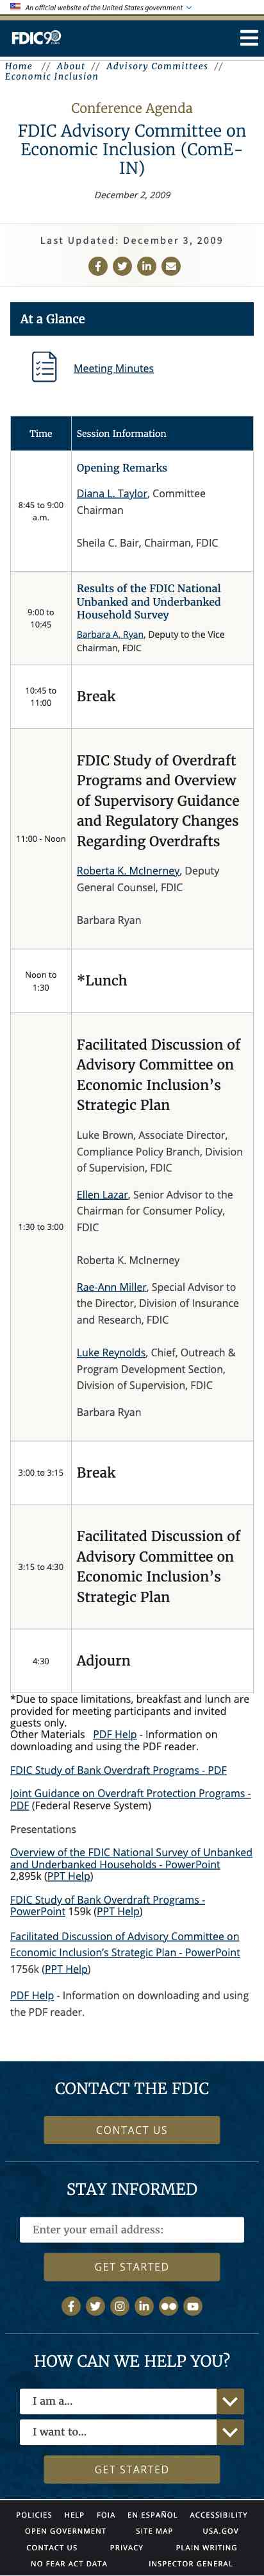 An official website of the United States government
FDIC 90
Home // About // Advisory Committees //
Economic Inclusion
Conference Agenda
FDIC Advisory Committee on
Economic Inclusion (ComE-
IN)
December 2, 2009
Last Updated: December 3, 2009
At a Glance
Meeting Minutes
Time Session Information
8:45 to 9:00
a.m.
Opening Remarks
Diana L. Taylor, Committee
Chairman
Sheila C. Bair, Chairman, FDIC
9:00 to
10:45
Results of the FDIC National
Unbanked and Underbanked
Household Survey
Barbara A. Ryan, Deputy to the Vice
Chairman, FDIC
10:45 to
11:00
Break
11:00 - Noon
FDIC Study of Overdraft
Programs and Overview
of Supervisory Guidance
and Regulatory Changes
Regarding Overdrafts
Roberta K. McInerney, Deputy
General Counsel, FDIC
Barbara Ryan
Noon to
1:30
*Lunch
1:30 to 3:00
Facilitated Discussion of
Advisory Committee on
Economic Inclusion’s
Strategic Plan
Luke Brown, Associate Director,
Compliance Policy Branch, Division
of Supervision, FDIC
Ellen Lazar, Senior Advisor to the
Chairman for Consumer Policy,
FDIC
Roberta K. McInerney
Rae-Ann Miller, Special Advisor to
the Director, Division of Insurance
and Research, FDIC
Luke Reynolds, Chief, Outreach &
Program Development Section,
Division of Supervision, FDIC
Barbara Ryan
3:00 to 3:15
Break
3:15 to 4:30
Facilitated Discussion of
Advisory Committee on
Economic Inclusion’s
Strategic Plan
4:30
Adjourn
*Due to space limitations, breakfast and lunch are
provided for meeting participants and invited
guests only.
Other Materials PDF Help - Information on
downloading and using the PDF reader.
FDIC Study of Bank Overdraft Programs - PDF
Joint Guidance on Overdraft Protection Programs -
PDF (Federal Reserve System)
Presentations
Overview of the FDIC National Survey of Unbanked
and Underbanked Households - PowerPoint
2,895k (PPT Help)
FDIC Study of Bank Overdraft Programs -
PowerPoint 159k (PPT Help)
Facilitated Discussion of Advisory Committee on
Economic Inclusion’s Strategic Plan - PowerPoint
1756k (PPT Help)
PDF Help - Information on downloading and using
the PDF reader.
CONTACT THE FDIC
CONTACT US
STAY INFORMED
Enter your email address:
GET STARTED
HOW CAN WE HELP YOU?
I am a...
I want to...
GET STARTED
POLICIES HELP FOIA EN ESPAÑOL ACCESSIBILITY
OPEN GOVERNMENT SITE MAP USA.GOV
CONTACT US PRIVACY PLAIN WRITING
NO FEAR ACT DATA INSPECTOR GENERAL